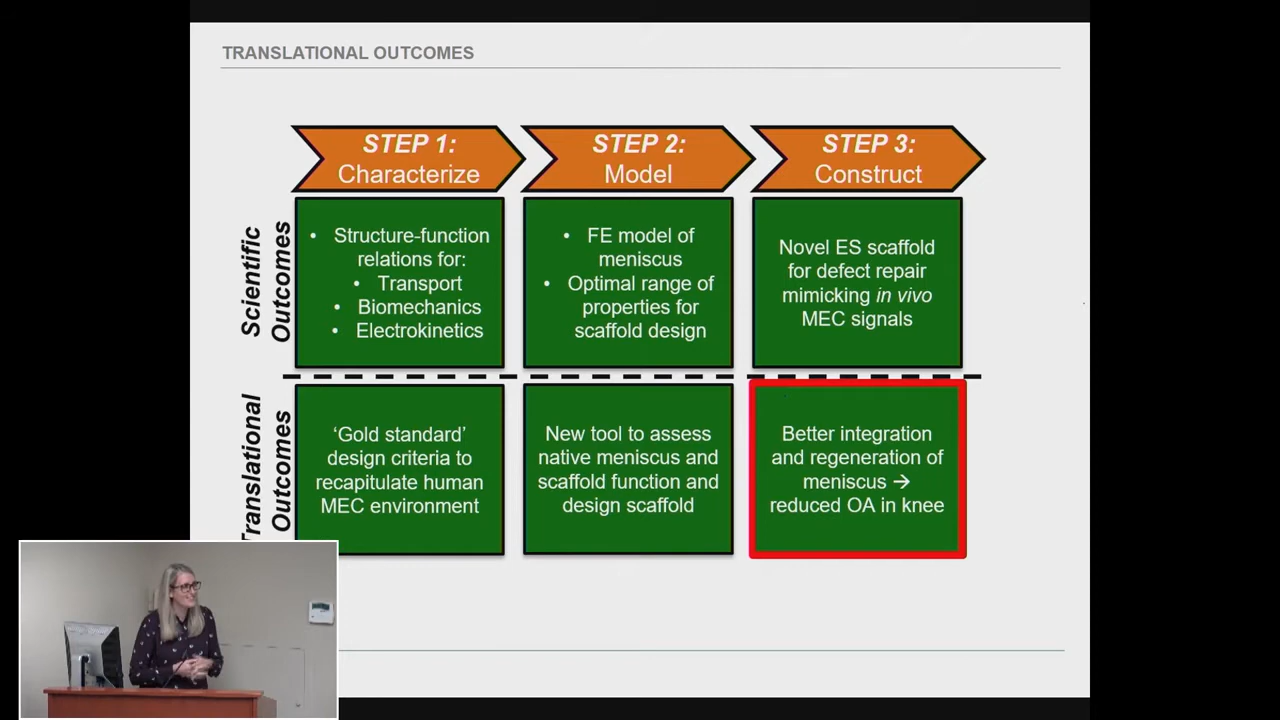 TRANSLATIONAL OUTCOMES
STEP 1:
Characterize
STEP 2:
Model
STEP 3:
Construct
Scientific
Outcomes
• Structure-function
relations for:
• Transport
• Biomechanics
• Electrokinetics
• FE model of
meniscus
• Optimal range of
properties for
scaffold design
Novel ES scaffold
for defect repair
mimicking in vivo
MEC signals
Translational
Outcomes
‘Gold standard’
design criteria to
recapitulate human
MEC environment
New tool to assess
native meniscus and
scaffold function and
design scaffold
Better integration
and regeneration of
meniscus →
reduced OA in knee